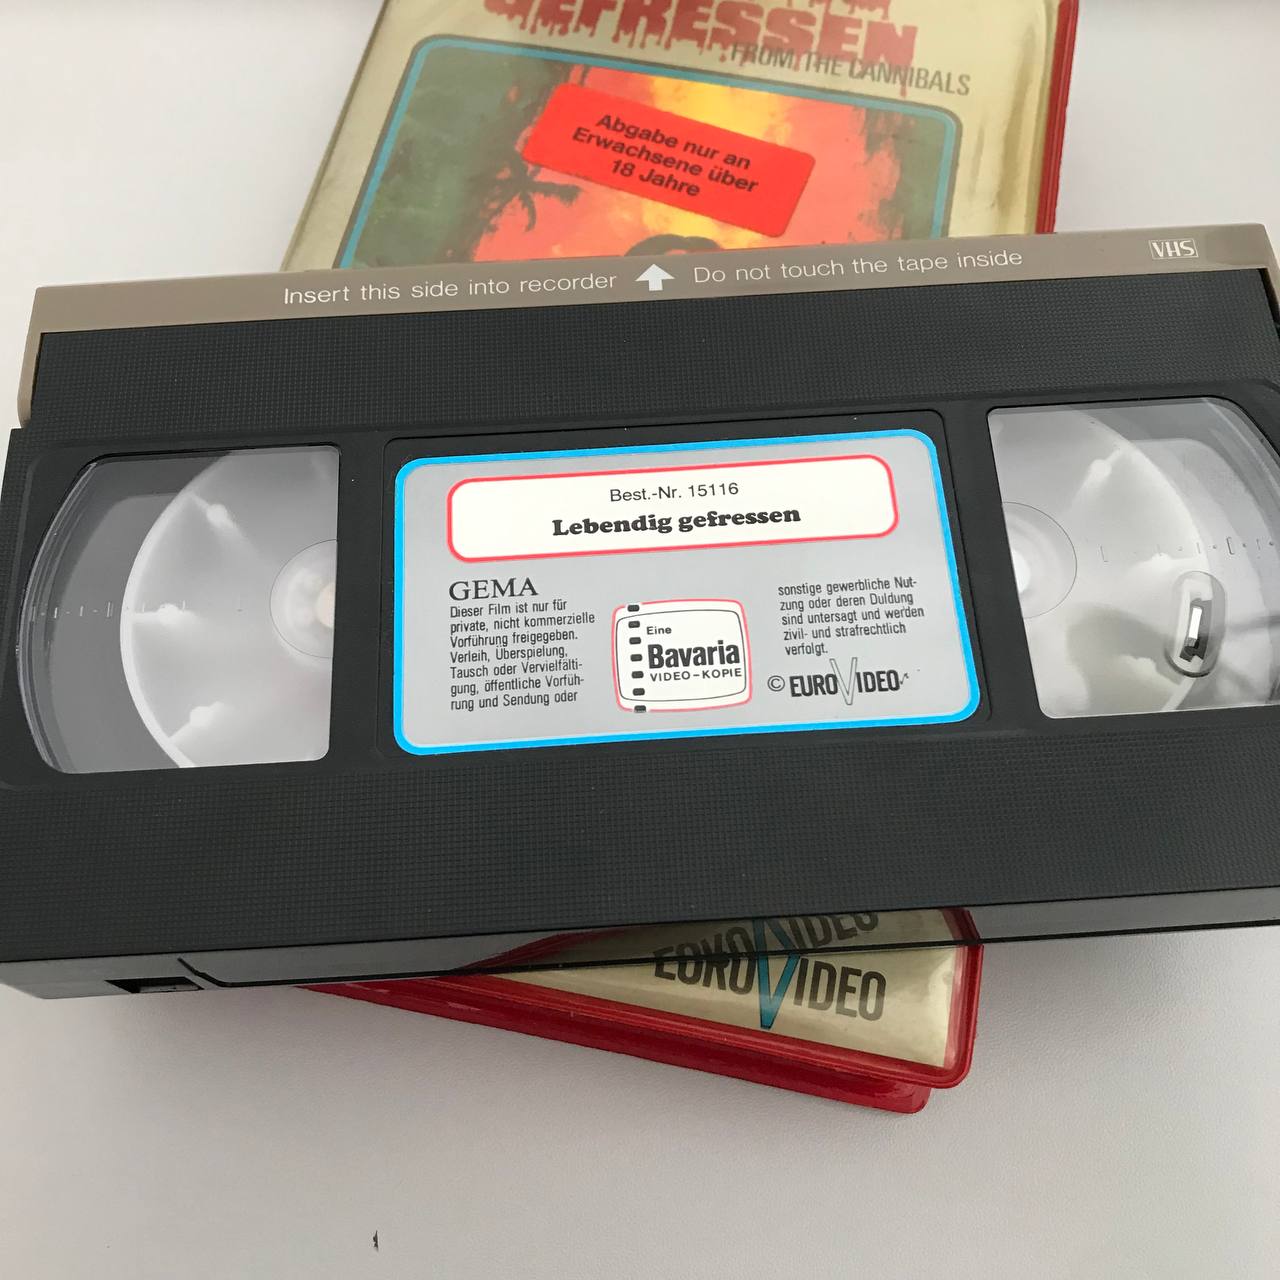 GEFRESSEN
FROM THE CANNIBALS
Abgabe nur an
Erwachsene über
18 Jahre
Insert this side into recorder
Do not touch the tape inside
VHS
Best.-Nr. 15116
Lebendig gefressen
GEMA
Dieser Film ist nur für
private, nicht kommerzielle
Vorführung freigegeben.
Verleih, Überspielung,
Tausch oder Vervielfälti-
gung, öffentliche Vorfüh-
rung und Sendung oder
Eine
Bavaria
VIDEO-KOPIE
sonstige gewerbliche Nut-
zung oder deren Duldung
sind untersagt und werden
zivil- und strafrechtlich
verfolgt.
© EUROVIDEO
EUROVIDEO
EUROVIDEO